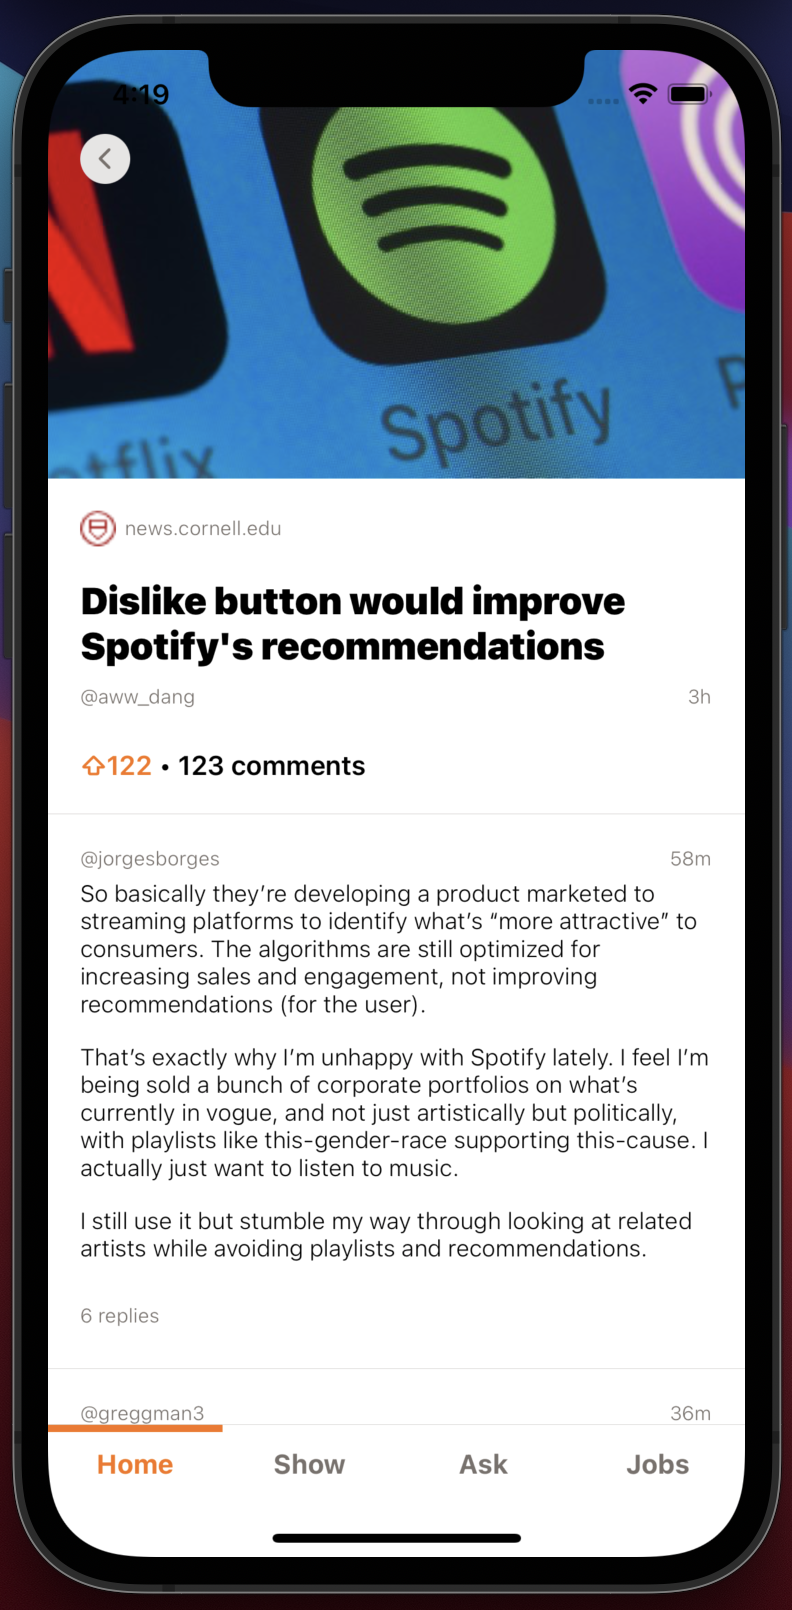 4:19
Spotify
news.cornell.edu
Dislike button would improve
Spotify's recommendations
@aww_dang 3h
122 • 123 comments
@jorgesborges 58m
So basically they’re developing a product marketed to
streaming platforms to identify what’s “more attractive” to
consumers. The algorithms are still optimized for
increasing sales and engagement, not improving
recommendations (for the user).
That’s exactly why I’m unhappy with Spotify lately. I feel I’m
being sold a bunch of corporate portfolios on what’s
currently in vogue, and not just artistically but politically,
with playlists like this-gender-race supporting this-cause. I
actually just want to listen to music.
I still use it but stumble my way through looking at related
artists while avoiding playlists and recommendations.
6 replies
@greggman3 36m
Home Show Ask Jobs